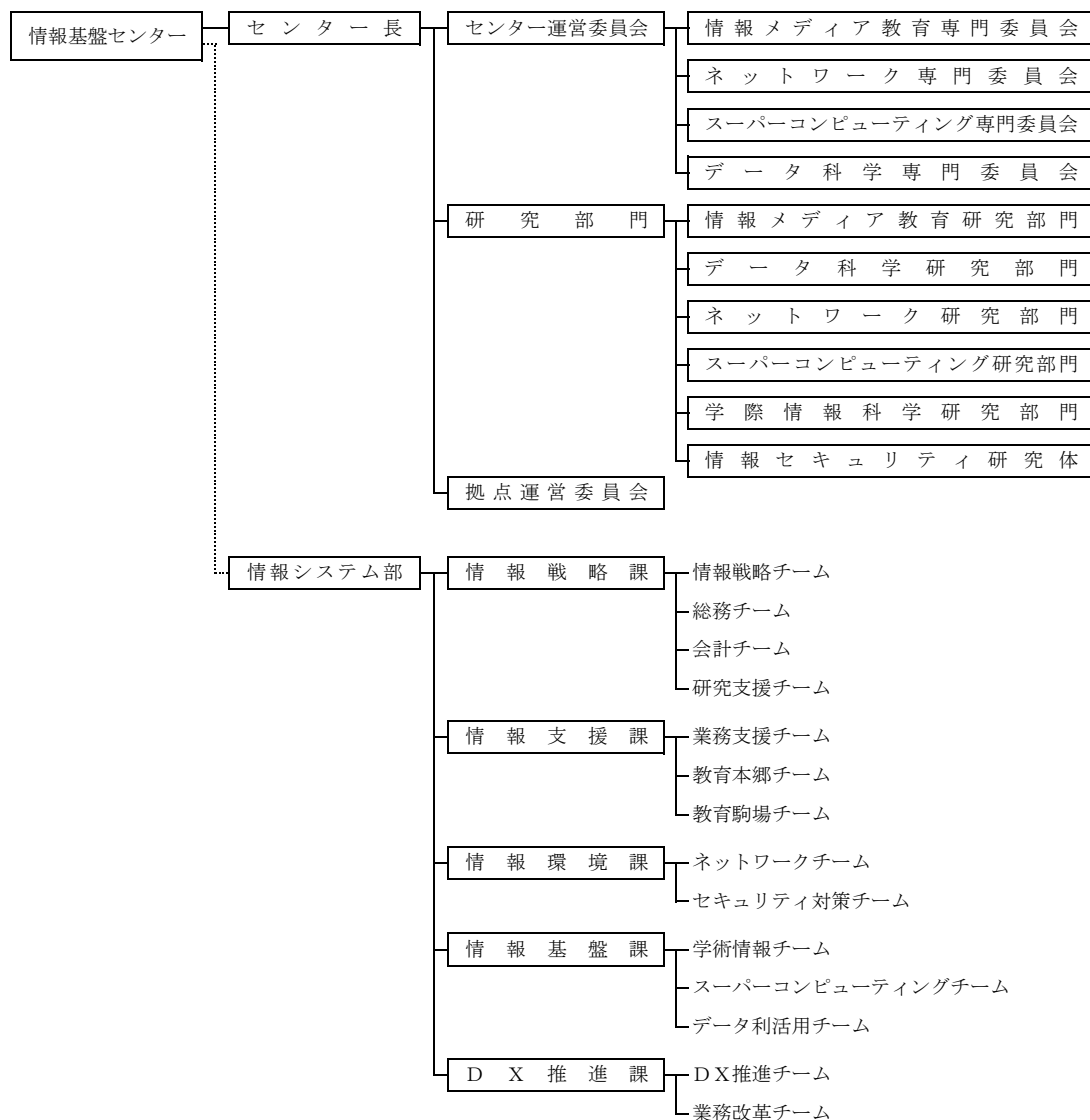 情報基盤センター
センター長
センター運営委員会
情報メディア教育専門委員会
ネットワーク専門委員会
スーパーコンピューティング専門委員会
データ科学専門委員会
研究部門
情報メディア教育研究部門
データ科学研究部門
ネットワーク研究部門
スーパーコンピューティング研究部門
学際情報科学研究部門
情報セキュリティ研究体
拠点運営委員会
情報システム部
情報戦略課
情報戦略チーム
総務チーム
会計チーム
研究支援チーム
情報支援課
業務支援チーム
教育本郷チーム
教育駒場チーム
情報環境課
ネットワークチーム
セキュリティ対策チーム
情報基盤課
学術情報チーム
スーパーコンピューティングチーム
データ利活用チーム
ＤＸ推進課
ＤＸ推進チーム
業務改革チーム